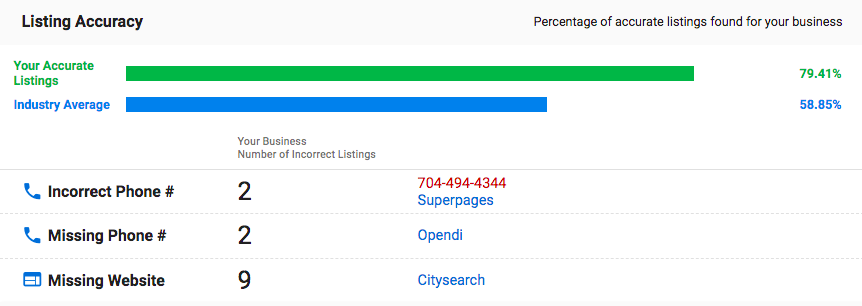 Listing Accuracy
Percentage of accurate listings found for your business
Your Accurate
Listings
79.41%
Industry Average
58.85%
Your Business
Number of Incorrect Listings
Incorrect Phone #
2
704-494-4344
Superpages
Missing Phone #
2
Opendi
Missing Website
9
Citysearch